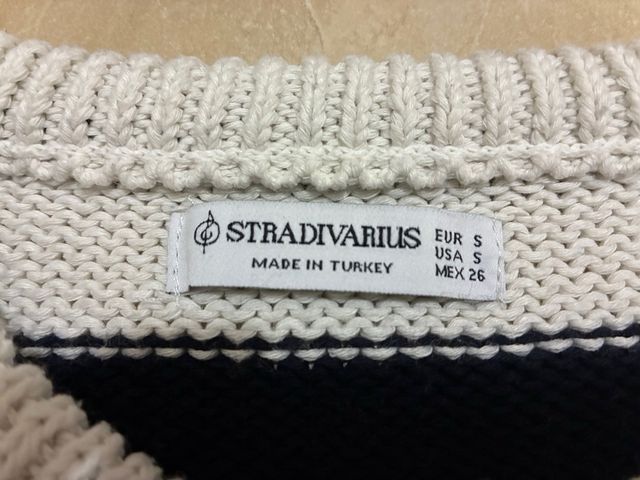 STRADIVARIUS
MADE IN TURKEY
EUR S
USA S
MEX 26